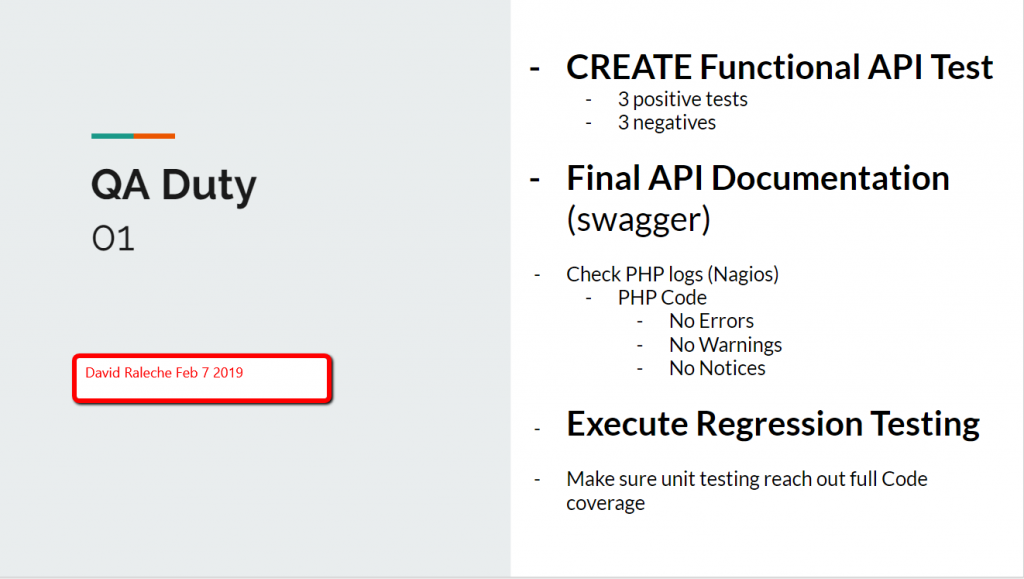 QA Duty
01
David Raleche Feb 7 2019
- CREATE Functional API Test
- 3 positive tests
- 3 negatives
- Final API Documentation
(swagger)
- Check PHP logs (Nagios)
- PHP Code
- No Errors
- No Warnings
- No Notices
- Execute Regression Testing
- Make sure unit testing reach out full Code
coverage